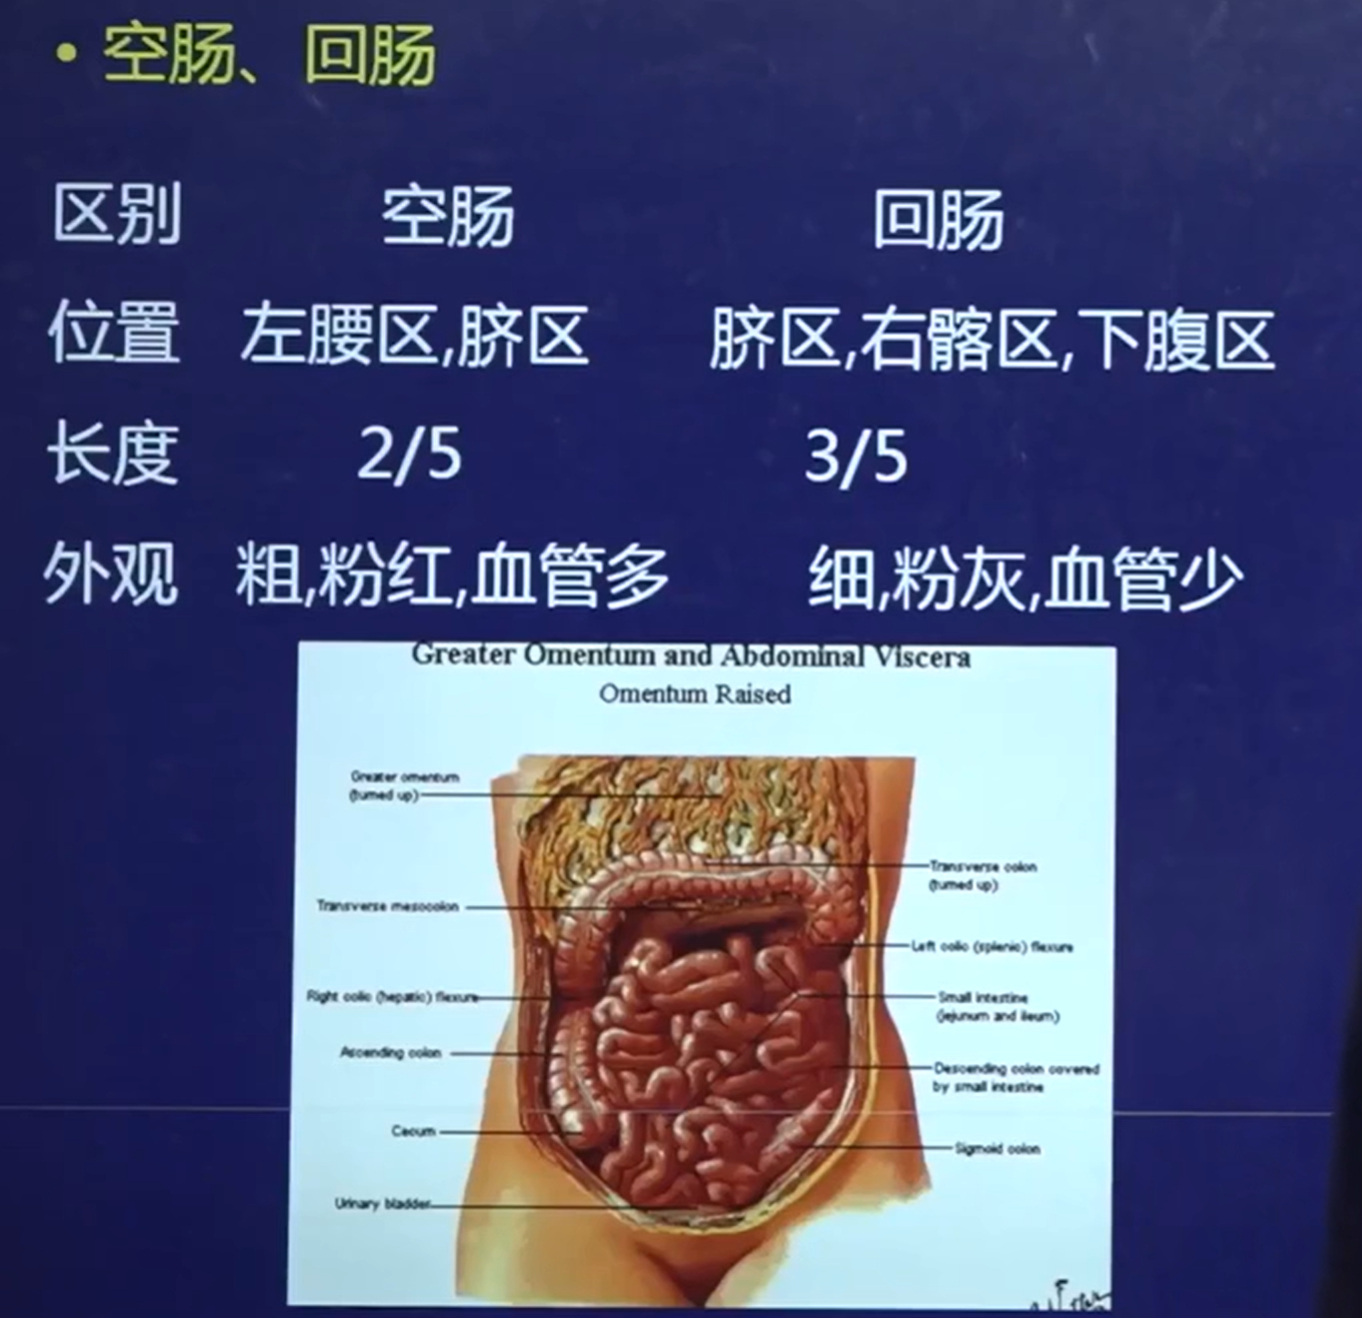 • 空肠、回肠
区别 空肠 回肠
位置 左腰区,脐区 脐区,右髂区,下腹区
长度 2/5 3/5
外观 粗,粉红,血管多 细,粉灰,血管少
Greater Omentum and Abdominal Viscera
Omentum Raised
Greater omentum
(turned up)
Transverse colon
(turned up)
Transverse mesocolon
Left colic (splenic) flexure
Right colic (hepatic) flexure
Small intestine
(jejunum and ileum)
Ascending colon
Descending colon covered
by small intestine
Cecum
Sigmoid colon
Urinary bladder